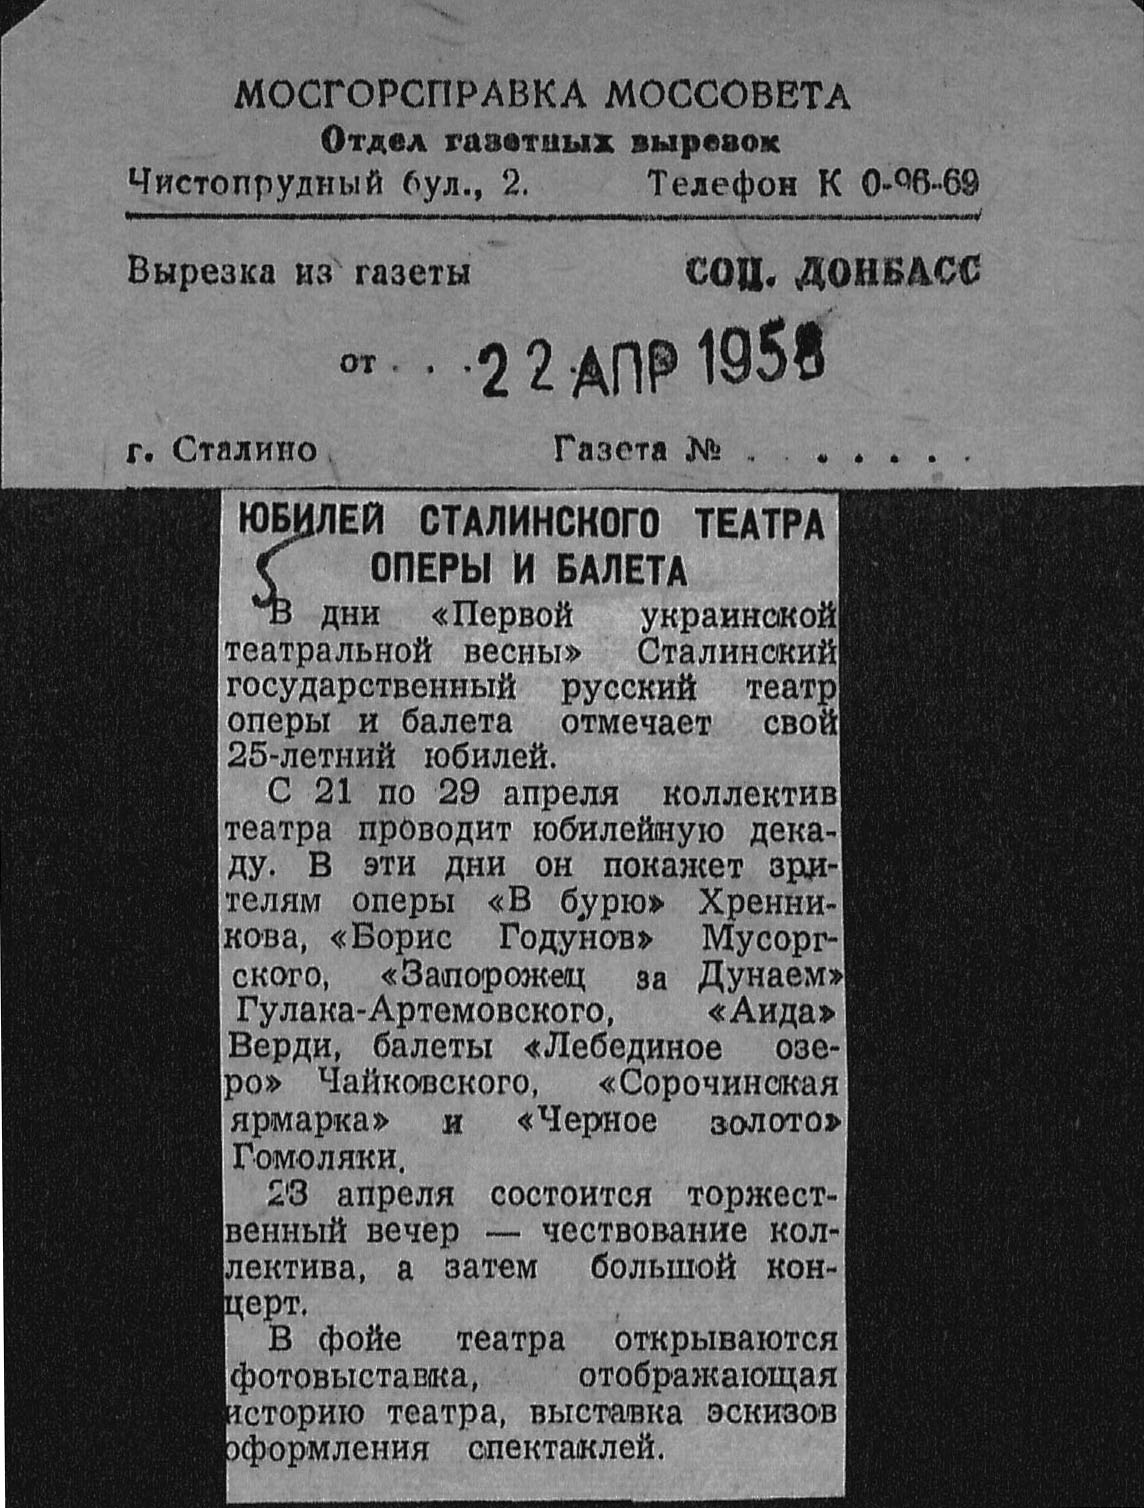 МОСГОРСПРАВКА МОССОВЕТА
Отдел газетных вырезок
Чистопрудный бул., 2. Телефон К 0-96-69
Вырезка из газеты СОЦ. ДОНБАСС
от . . . 22 АПР 1958
г. Сталино Газета № . . . . . . . .
ЮБИЛЕЙ СТАЛИНСКОГО ТЕАТРА
ОПЕРЫ И БАЛЕТА
В дни «Первой украинской
театральной весны» Сталинский
государственный русский театр
оперы и балета отмечает свой
25-летний юбилей.
С 21 по 29 апреля коллектив
театра проводит юбилейную дека-
ду. В эти дни он покажет зри-
телям оперы «В бурю» Хренни-
кова, «Борис Годунов» Мусорг-
ского, «Запорожец за Дунаем»
Гулака-Артемовского, «Аида»
Верди, балеты «Лебединое озе-
ро» Чайковского, «Сорочинская
ярмарка» и «Черное золото»
Гомоляки.
23 апреля состоится торжест-
венный вечер — чествование кол-
лектива, а затем большой кон-
церт.
В фойе театра открываются
фотовыставка, отображающая
историю театра, выставка эскизов
оформления спектаклей.